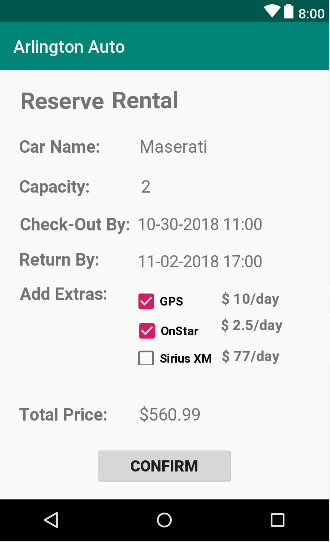 8:00
Arlington Auto
Reserve Rental
Car Name: Maserati
Capacity: 2
Check-Out By: 10-30-2018 11:00
Return By: 11-02-2018 17:00
Add Extras: GPS $ 10/day
OnStar $ 2.5/day
Sirius XM $ 77/day
Total Price: $560.99
CONFIRM